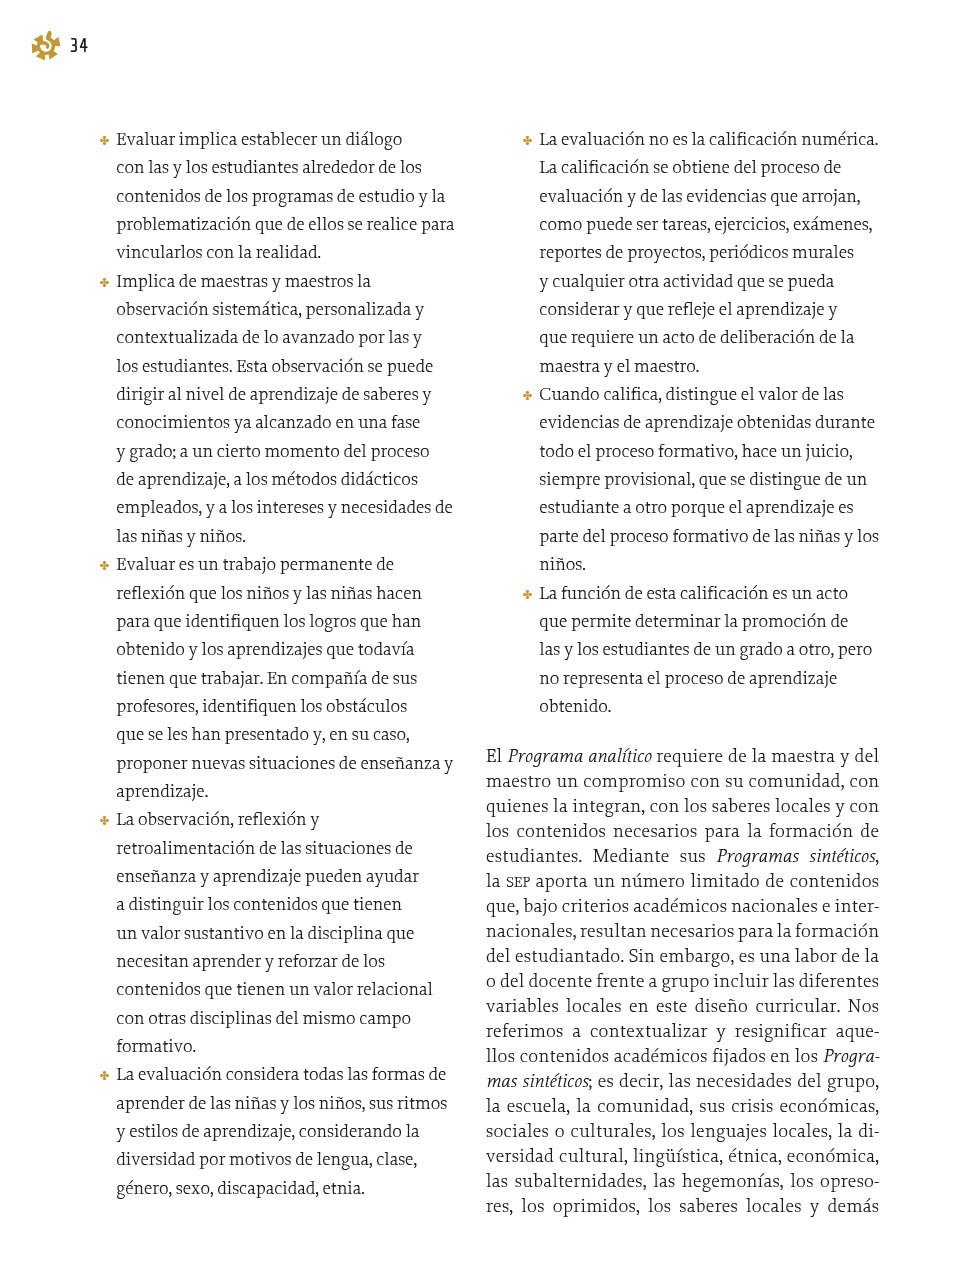 34
Evaluar implica establecer un diálogo
con las y los estudiantes alrededor de los
contenidos de los programas de estudio y la
problematización que de ellos se realice para
vincularlos con la realidad.
Implica de maestras y maestros la
observación sistemática, personalizada y
contextualizada de lo avanzado por las y
los estudiantes. Esta observación se puede
dirigir al nivel de aprendizaje de saberes y
conocimientos ya alcanzado en una fase
y grado; a un cierto momento del proceso
de aprendizaje, a los métodos didácticos
empleados, y a los intereses y necesidades de
las niñas y niños.
Evaluar es un trabajo permanente de
reflexión que los niños y las niñas hacen
para que identifiquen los logros que han
obtenido y los aprendizajes que todavía
tienen que trabajar. En compañía de sus
profesores, identifiquen los obstáculos
que se les han presentado y, en su caso,
proponer nuevas situaciones de enseñanza y
aprendizaje.
La observación, reflexión y
retroalimentación de las situaciones de
enseñanza y aprendizaje pueden ayudar
a distinguir los contenidos que tienen
un valor sustantivo en la disciplina que
necesitan aprender y reforzar de los
contenidos que tienen un valor relacional
con otras disciplinas del mismo campo
formativo.
La evaluación considera todas las formas de
aprender de las niñas y los niños, sus ritmos
y estilos de aprendizaje, considerando la
diversidad por motivos de lengua, clase,
género, sexo, discapacidad, etnia.
La evaluación no es la calificación numérica.
La calificación se obtiene del proceso de
evaluación y de las evidencias que arrojan,
como puede ser tareas, ejercicios, exámenes,
reportes de proyectos, periódicos murales
y cualquier otra actividad que se pueda
considerar y que refleje el aprendizaje y
que requiere un acto de deliberación de la
maestra y el maestro.
Cuando califica, distingue el valor de las
evidencias de aprendizaje obtenidas durante
todo el proceso formativo, hace un juicio,
siempre provisional, que se distingue de un
estudiante a otro porque el aprendizaje es
parte del proceso formativo de las niñas y los
niños.
La función de esta calificación es un acto
que permite determinar la promoción de
las y los estudiantes de un grado a otro, pero
no representa el proceso de aprendizaje
obtenido.
El Programa analítico requiere de la maestra y del
maestro un compromiso con su comunidad, con
quienes la integran, con los saberes locales y con
los contenidos necesarios para la formación de
estudiantes. Mediante sus Programas sintéticos,
la SEP aporta un número limitado de contenidos
que, bajo criterios académicos nacionales e inter-
nacionales, resultan necesarios para la formación
del estudiantado. Sin embargo, es una labor de la
o del docente frente a grupo incluir las diferentes
variables locales en este diseño curricular. Nos
referimos a contextualizar y resignificar aque-
llos contenidos académicos fijados en los Progra-
mas sintéticos; es decir, las necesidades del grupo,
la escuela, la comunidad, sus crisis económicas,
sociales o culturales, los lenguajes locales, la di-
versidad cultural, lingüística, étnica, económica,
las subalternidades, las hegemonías, los opreso-
res, los oprimidos, los saberes locales y demás